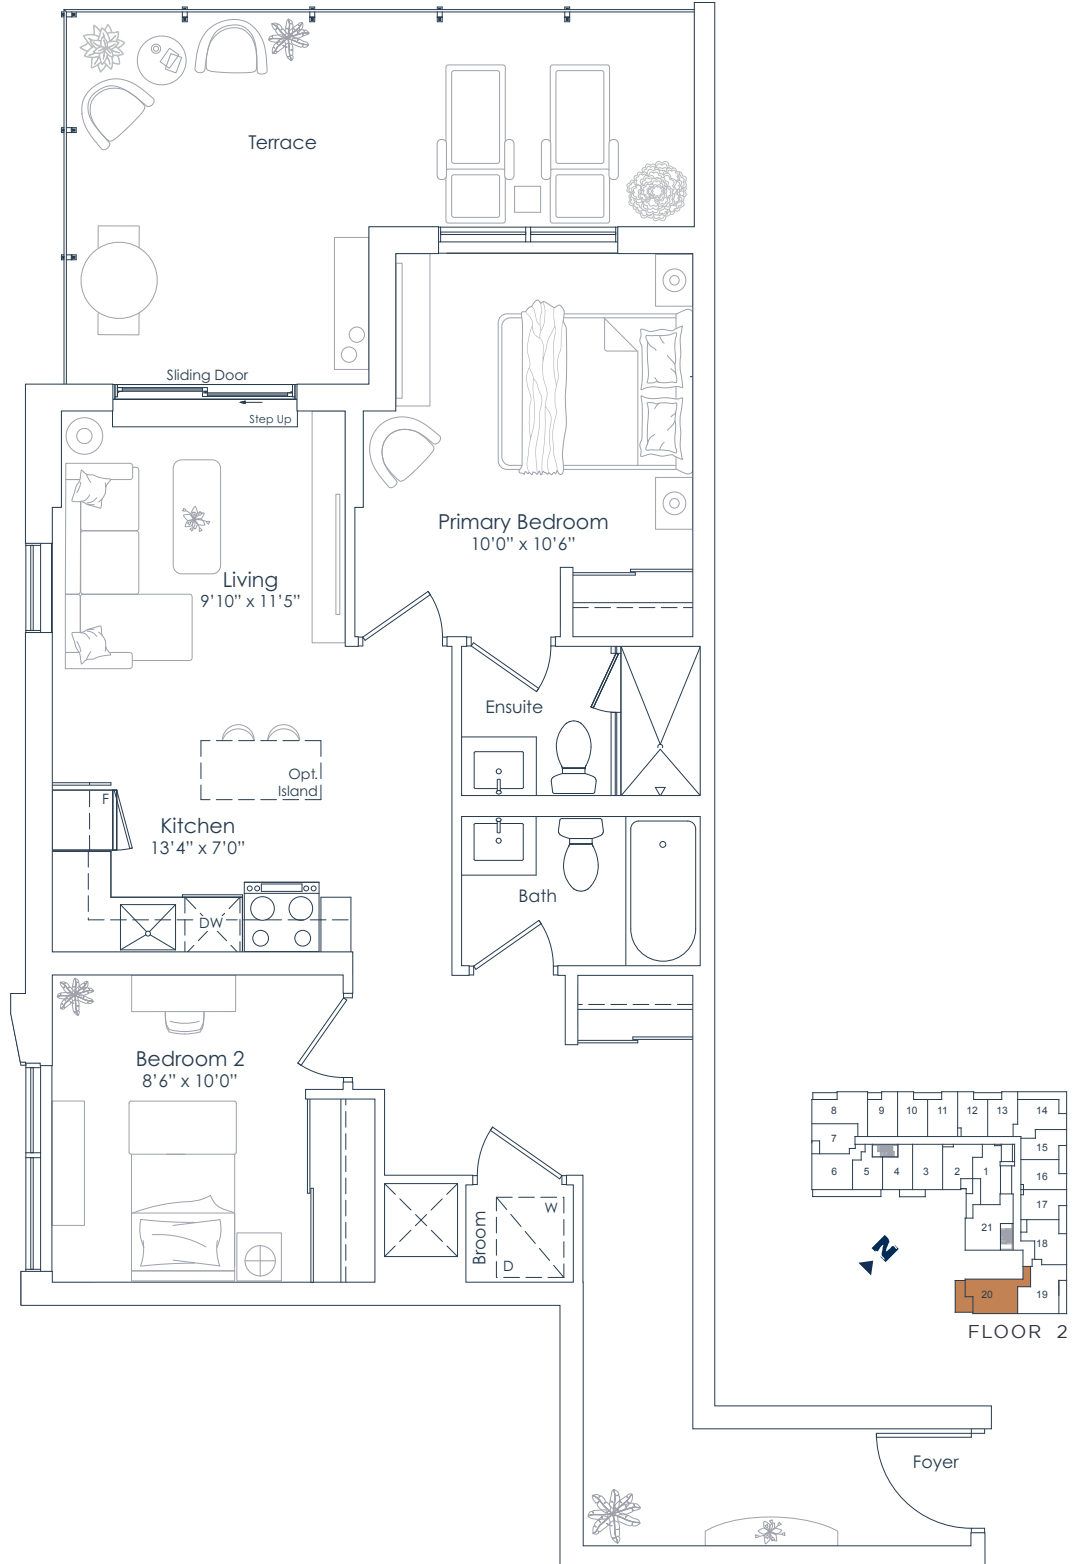 Terrace
Sliding Door
Step Up
Primary Bedroom
10'0" x 10'6"
Living
9'10" x 11'5"
Ensuite
Opt.
Island
F
Kitchen
13'4" x 7'0"
Bath
DW
Bedroom 2
8'6" x 10'0"
Broom
W
D
8
9
10
11
12
13
14
7
15
6
5
4
3
2
1
16
17
21
18
N
20
19
FLOOR 2
Foyer